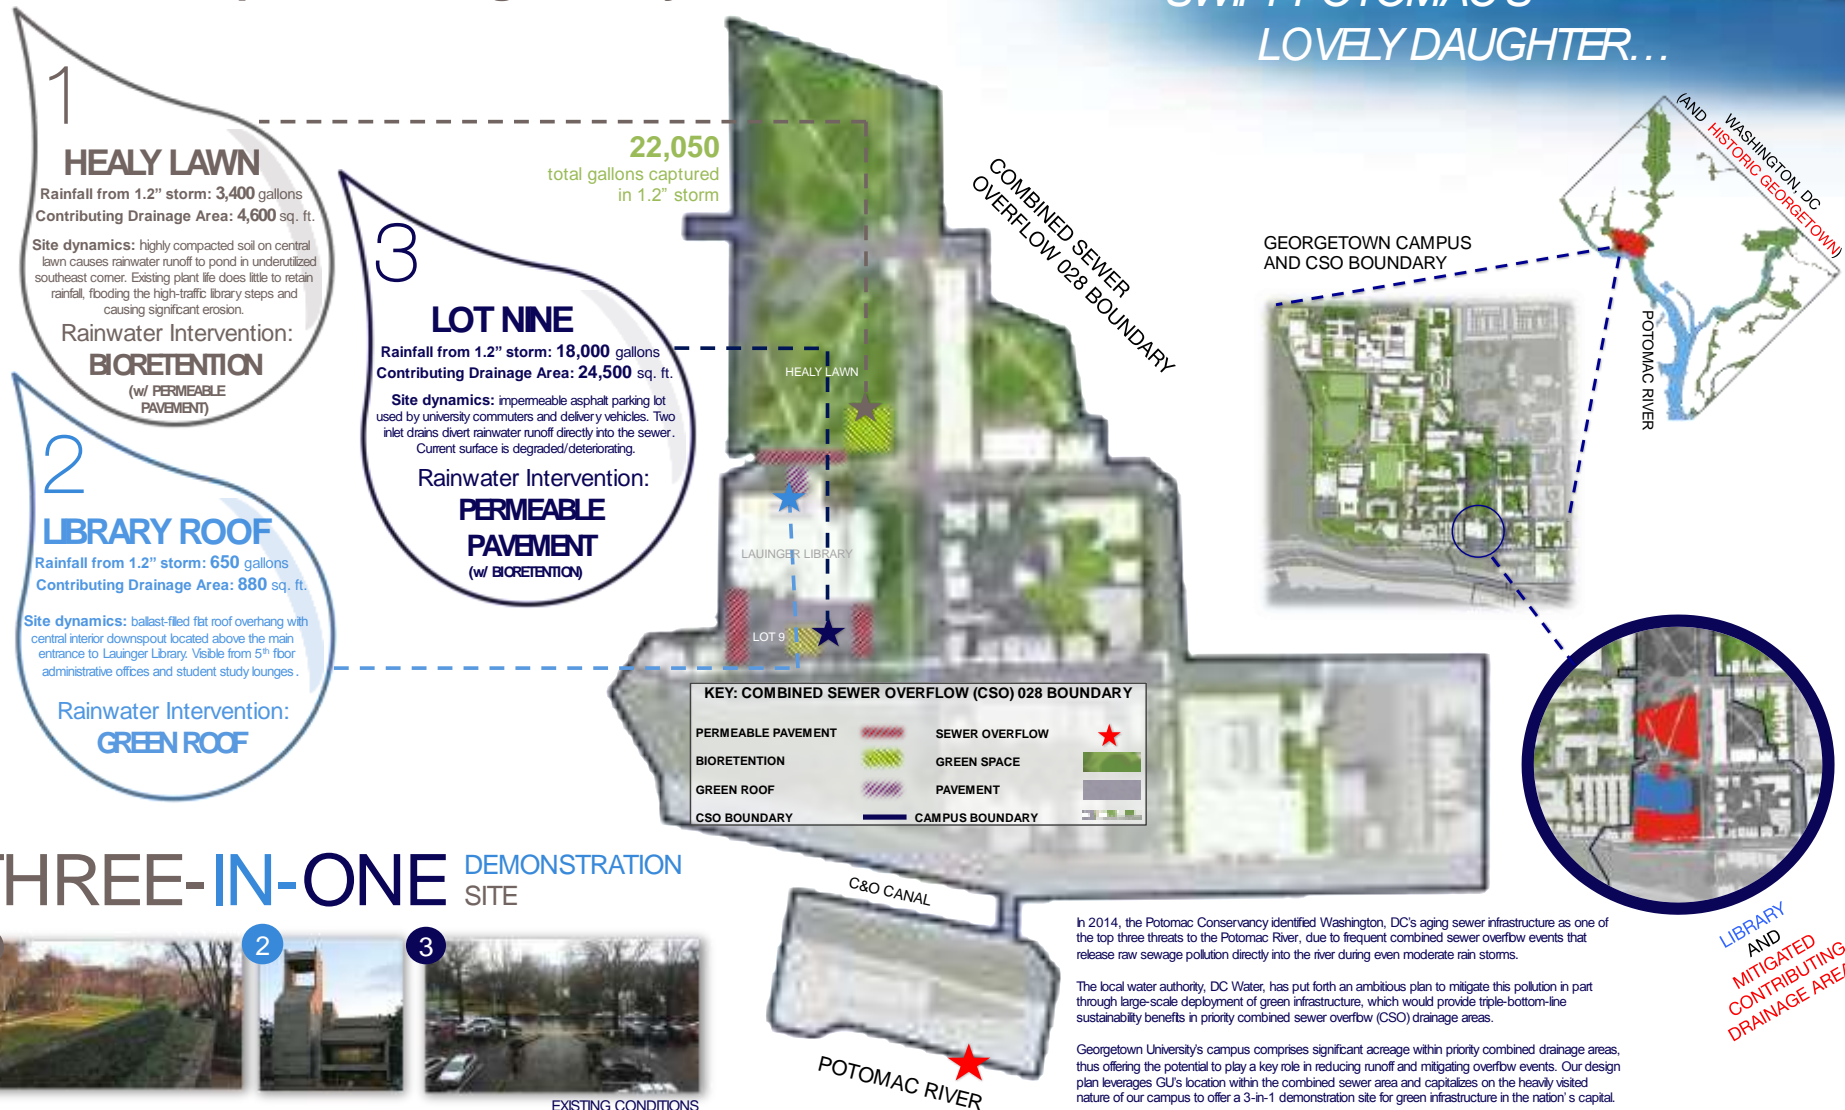 SWIFT POTOMAC'S
LOVELY DAUGHTER…
1
HEALY LAWN
Rainfall from 1.2” storm: 3,400 gallons
Contributing Drainage Area: 4,600 sq. ft.
Site dynamics: highly compacted soil on central
lawn causes rainwater runoff to pond in underutilized
southeast corner. Existing plant life does little to retain
rainfall, flooding the high-traffic library steps and
causing significant erosion.
Rainwater Intervention:
BIORETENTION
(w/ PERMEABLE
PAVEMENT)
2
LIBRARY ROOF
Rainfall from 1.2” storm: 650 gallons
Contributing Drainage Area: 880 sq. ft.
Site dynamics: ballast-filled flat roof overhang with
central interior downspout located above the main
entrance to Lauinger Library. Visible from 5th floor
administrative offices and student study lounges.
Rainwater Intervention:
GREEN ROOF
3
LOT NINE
Rainfall from 1.2” storm: 18,000 gallons
Contributing Drainage Area: 24,500 sq. ft.
Site dynamics: impermeable asphalt parking lot
used by university commuters and delivery vehicles. Two
inlet drains divert rainwater runoff directly into the sewer.
Current surface is degraded/deteriorating.
Rainwater Intervention:
PERMEABLE
PAVEMENT
(w/ BIORETENTION)
22,050
total gallons captured
in 1.2” storm
HEALY LAWN
LAUINGER LIBRARY
LOT 9
COMBINED SEWER
OVERFLOW 028 BOUNDARY
KEY: COMBINED SEWER OVERFLOW (CSO) 028 BOUNDARY
PERMEABLE PAVEMENT
SEWER OVERFLOW
BIORETENTION
GREEN SPACE
GREEN ROOF
PAVEMENT
CSO BOUNDARY
CAMPUS BOUNDARY
C&O CANAL
POTOMAC RIVER
GEORGETOWN CAMPUS
AND CSO BOUNDARY
WASHINGTON, DC
(AND HISTORIC GEORGETOWN)
POTOMAC RIVER
LIBRARY
AND
MITIGATED
CONTRIBUTING
DRAINAGE AREA
THREE-IN-ONE
DEMONSTRATION
SITE
2
3
EXISTING CONDITIONS
In 2014, the Potomac Conservancy identified Washington, DC's aging sewer infrastructure as one of
the top three threats to the Potomac River, due to frequent combined sewer overflow events that
release raw sewage pollution directly into the river during even moderate rain storms.
The local water authority, DC Water, has put forth an ambitious plan to mitigate this pollution in part
through large-scale deployment of green infrastructure, which would provide triple-bottom-line
sustainability benefits in priority combined sewer overflow (CSO) drainage areas.
Georgetown University's campus comprises significant acreage within priority combined drainage areas,
thus offering the potential to play a key role in reducing runoff and mitigating overflow events. Our design
plan leverages GU's location within the combined sewer area and capitalizes on the heavily visited
nature of our campus to offer a 3-in-1 demonstration site for green infrastructure in the nation's capital.